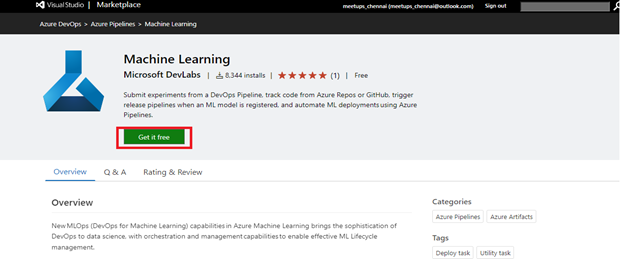 Visual Studio | Marketplace
meetups_chennai (meetups_chennai@outlook.com) Sign out
Azure DevOps > Azure Pipelines > Machine Learning
Machine Learning
Microsoft DevLabs | 8,344 installs | (1) | Free
Submit experiments from a DevOps Pipeline, track code from Azure Repos or GitHub, trigger
release pipelines when an ML model is registered, and automate ML deployments using Azure
Pipelines.
Get it free
Overview Q & A Rating & Review
Overview
New MLOps (DevOps for Machine Learning) capabilities in Azure Machine Learning brings the sophistication of
DevOps to data science, with orchestration and management capabilities to enable effective ML Lifecycle
management.
Categories
Azure Pipelines Azure Artifacts
Tags
Deploy task Utility task